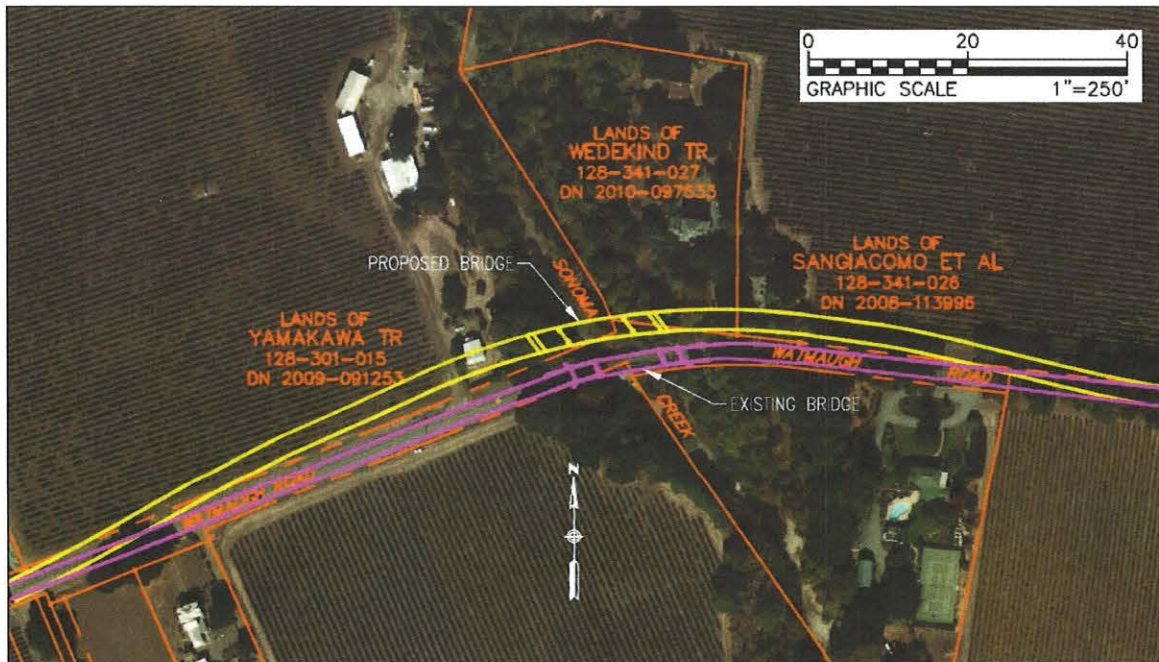 0 20 40
GRAPHIC SCALE 1"=250'
LANDS OF
WEDEKIND TR
128-341-027
DN 2010-097533
LANDS OF
SANGIACOMO ET AL
128-341-026
DN 2008-113996
PROPOSED BRIDGE
SONOMA
LANDS OF
YAMAKAWA TR
128-301-015
DN 2009-091253
WATMAUGH
ROAD
EXISTING BRIDGE
CREEK
WATMAUGH ROAD
N